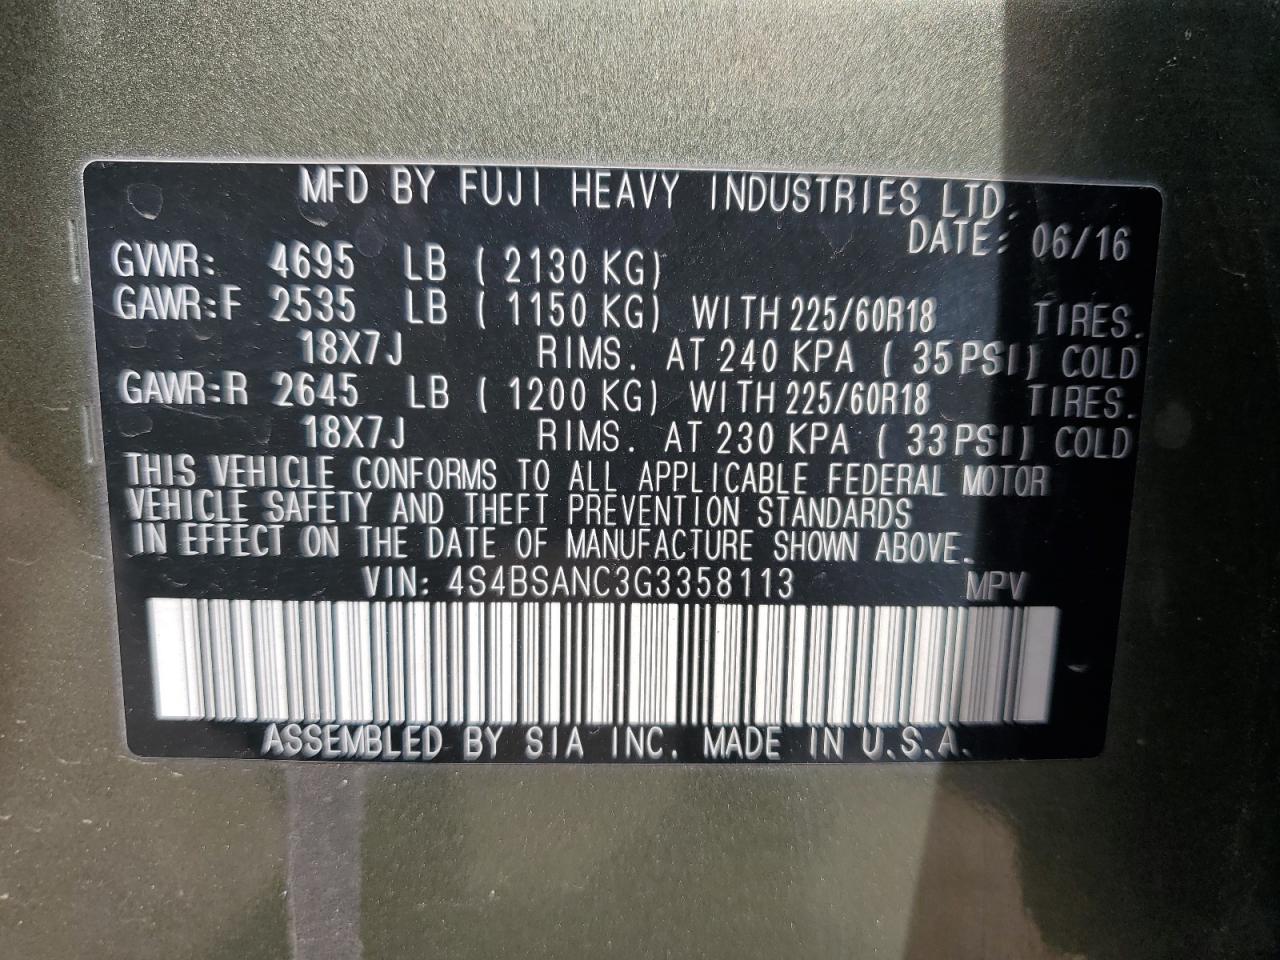 MFD BY FUJI HEAVY INDUSTRIES LTD.
DATE: 06/16
GVWR: 4695 LB ( 2130 KG)
GAWR:F 2535 LB ( 1150 KG) WITH 225/60R18 TIRES.
18X7J RIMS. AT 240 KPA ( 35 PSI) COLD
GAWR:R 2645 LB ( 1200 KG) WITH 225/60R18 TIRES.
18X7J RIMS. AT 230 KPA ( 33 PSI) COLD
THIS VEHICLE CONFORMS TO ALL APPLICABLE FEDERAL MOTOR
VEHICLE SAFETY AND THEFT PREVENTION STANDARDS
IN EFFECT ON THE DATE OF MANUFACTURE SHOWN ABOVE.
VIN: 4S4BSANC3G3358113 MPV
ASSEMBLED BY SIA INC. MADE IN U.S.A.